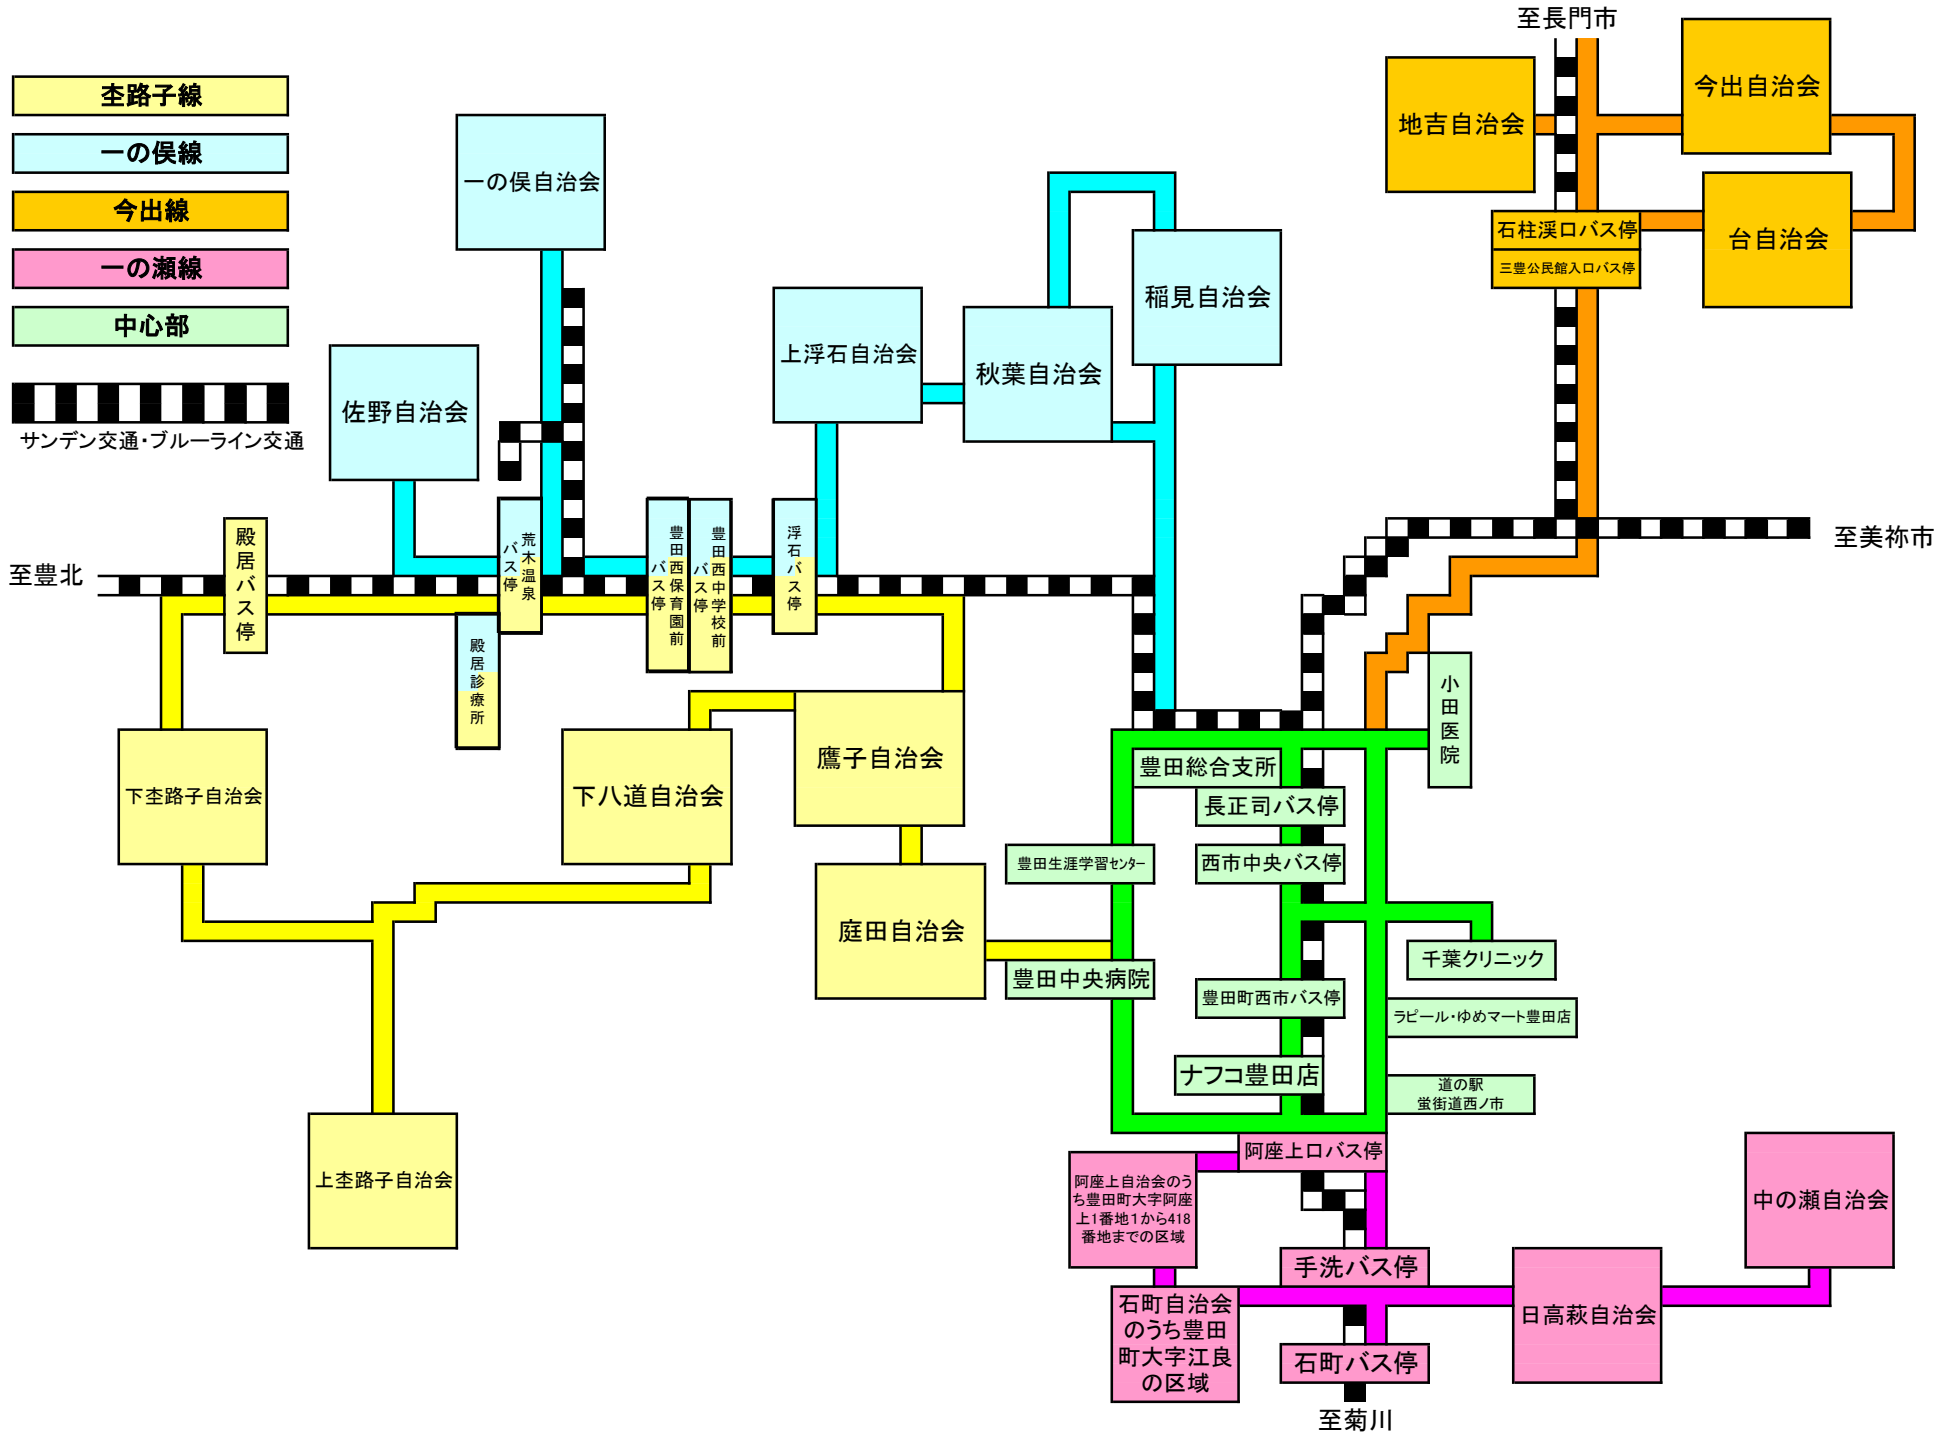 至長門市
杢路子線
一の俣線
今出線
一の瀬線
中心部
サンデン交通・ブルーライン交通
一の俣自治会
佐野自治会
上浮石自治会
秋葉自治会
稲見自治会
地吉自治会
今出自治会
石柱渓口バス停
三豊公民館入口バス停
台自治会
至美祢市
至豊北
殿居バス停
荒木温泉
バス停
殿居診療所
豊田西保育園前
バス停
豊田西中学校前
バス停
浮石バス停
下杢路子自治会
下八道自治会
鷹子自治会
庭田自治会
上杢路子自治会
小田医院
豊田総合支所
長正司バス停
豊田生涯学習センター
西市中央バス停
千葉クリニック
豊田中央病院
豊田町西市バス停
ラピール・ゆめマート豊田店
ナフコ豊田店
道の駅
蛍街道西ノ市
阿座上口バス停
阿座上自治会のう
ち豊田町大字阿座
上1番地1から418
番地までの区域
中の瀬自治会
手洗バス停
石町自治会
のうち豊田
町大字江良
の区域
日高萩自治会
石町バス停
至菊川